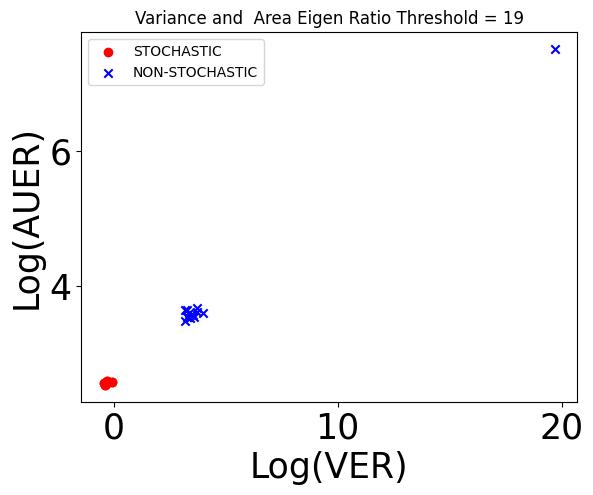 Variance and  Area Eigen Ratio Threshold = 19
STOCHASTIC
NON-STOCHASTIC
Log(AUER)
6
4
0
10
20
Log(VER)